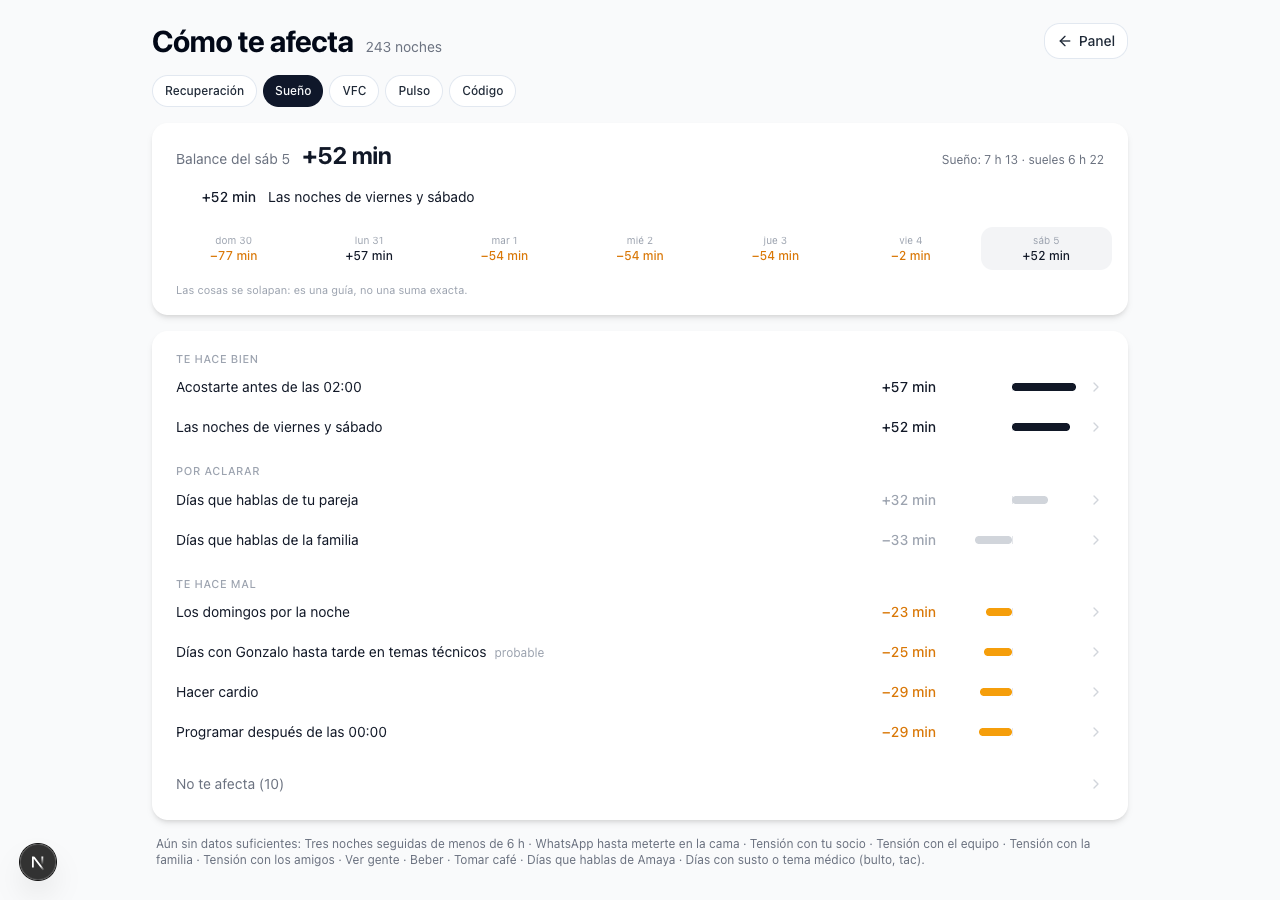 Cómo te afecta 243 noches
← Panel
Recuperación Sueño VFC Pulso Código
Balance del sáb 5 +52 min
Sueño: 7 h 13 · sueles 6 h 22
+52 min Las noches de viernes y sábado
dom 30 lun 31 mar 1 mié 2 jue 3 vie 4 sáb 5
−77 min +57 min −54 min −54 min −54 min −2 min +52 min
Las cosas se solapan: es una guía, no una suma exacta.
TE HACE BIEN
Acostarte antes de las 02:00 +57 min
Las noches de viernes y sábado +52 min
POR ACLARAR
Días que hablas de tu pareja +32 min
Días que hablas de la familia −33 min
TE HACE MAL
Los domingos por la noche −23 min
Días con Gonzalo hasta tarde en temas técnicos probable −25 min
Hacer cardio −29 min
Programar después de las 00:00 −29 min
No te afecta (10)
Aún sin datos suficientes: Tres noches seguidas de menos de 6 h · WhatsApp hasta meterte en la cama · Tensión con tu socio · Tensión con el equipo · Tensión con la
familia · Tensión con los amigos · Ver gente · Beber · Tomar café · Días que hablas de Amaya · Días con susto o tema médico (bulto, tac).
N